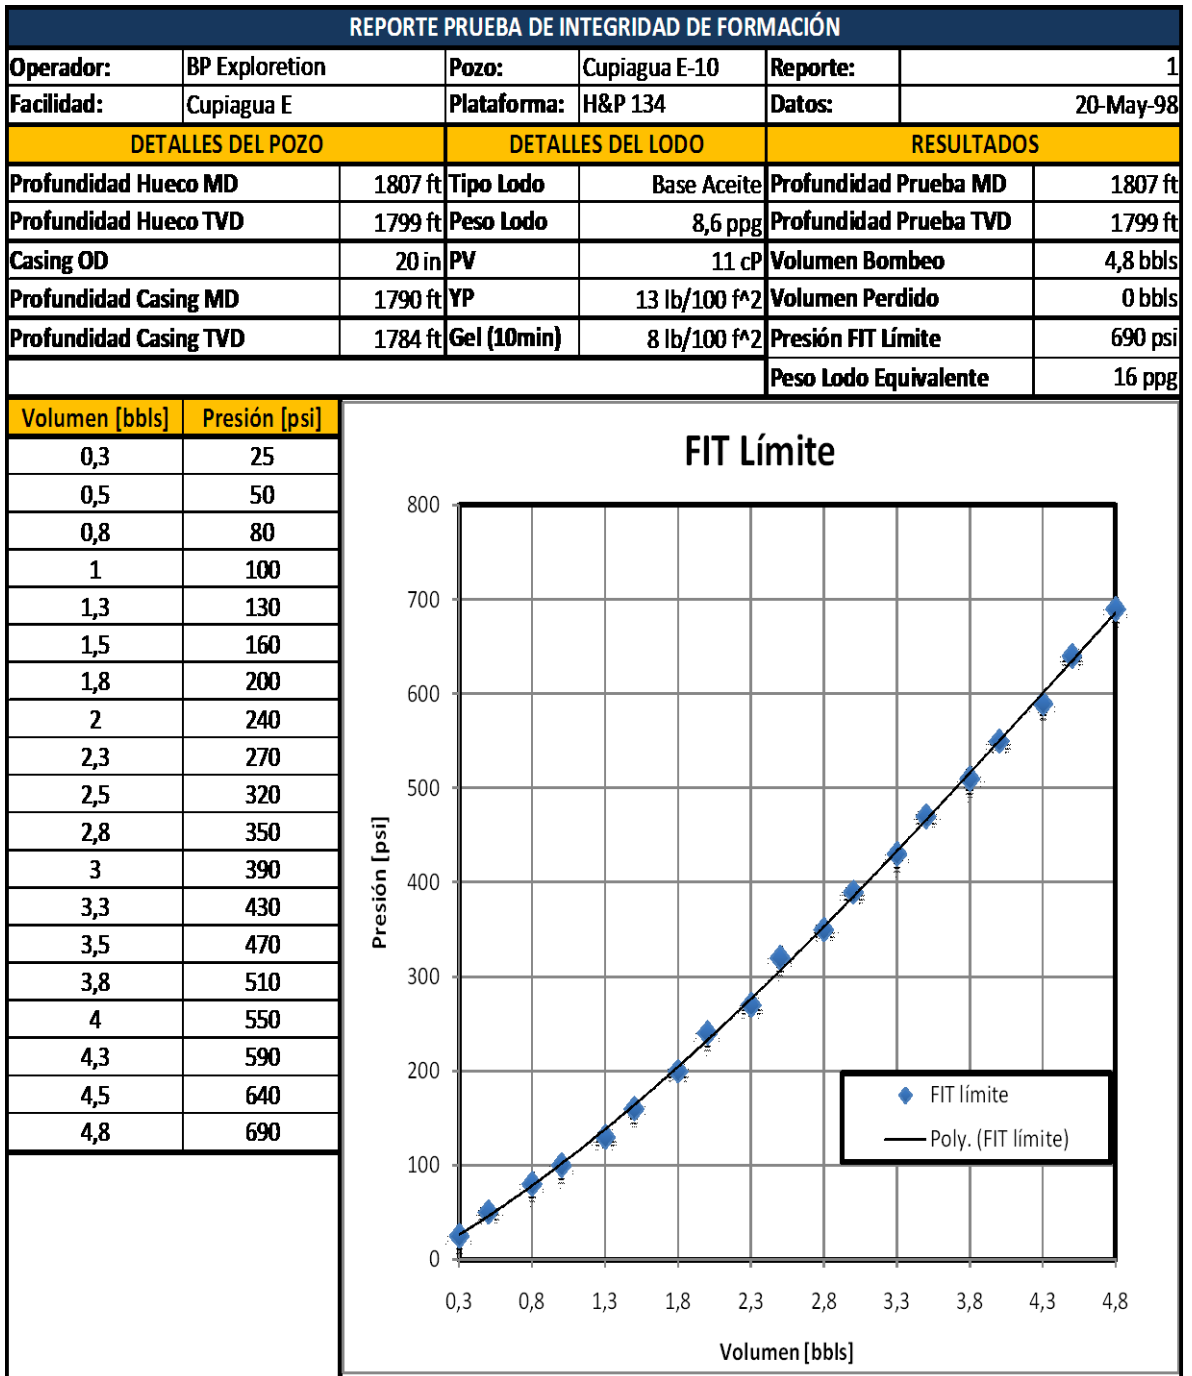 REPORTE PRUEBA DE INTEGRIDAD DE FORMACIÓN
Operador: BP Exploretion Pozo: Cupiagua E-10 Reporte: 1
Facilidad: Cupiagua E Plataforma: H&P 134 Datos: 20-May-98
DETALLES DEL POZO DETALLES DEL LODO RESULTADOS
Profundidad Hueco MD 1807 ft Tipo Lodo Base Aceite Profundidad Prueba MD 1807 ft
Profundidad Hueco TVD 1799 ft Peso Lodo 8,6 ppg Profundidad Prueba TVD 1799 ft
Casing OD 20 in PV 11 cP Volumen Bombeo 4,8 bbls
Profundidad Casing MD 1790 ft YP 13 lb/100 f^2 Volumen Perdido 0 bbls
Profundidad Casing TVD 1784 ft Gel (10min) 8 lb/100 f^2 Presión FIT Límite 690 psi
Peso Lodo Equivalente 16 ppg
Volumen [bbls] Presión [psi]
0,3 25
0,5 50
0,8 80
1 100
1,3 130
1,5 160
1,8 200
2 240
2,3 270
2,5 320
2,8 350
3 390
3,3 430
3,5 470
3,8 510
4 550
4,3 590
4,5 640
4,8 690
FIT Límite
800
700
600
500
400
300
200
100
0
Presión [psi]
FIT límite
Poly. (FIT límite)
0,3 0,8 1,3 1,8 2,3 2,8 3,3 3,8 4,3 4,8
Volumen [bbls]